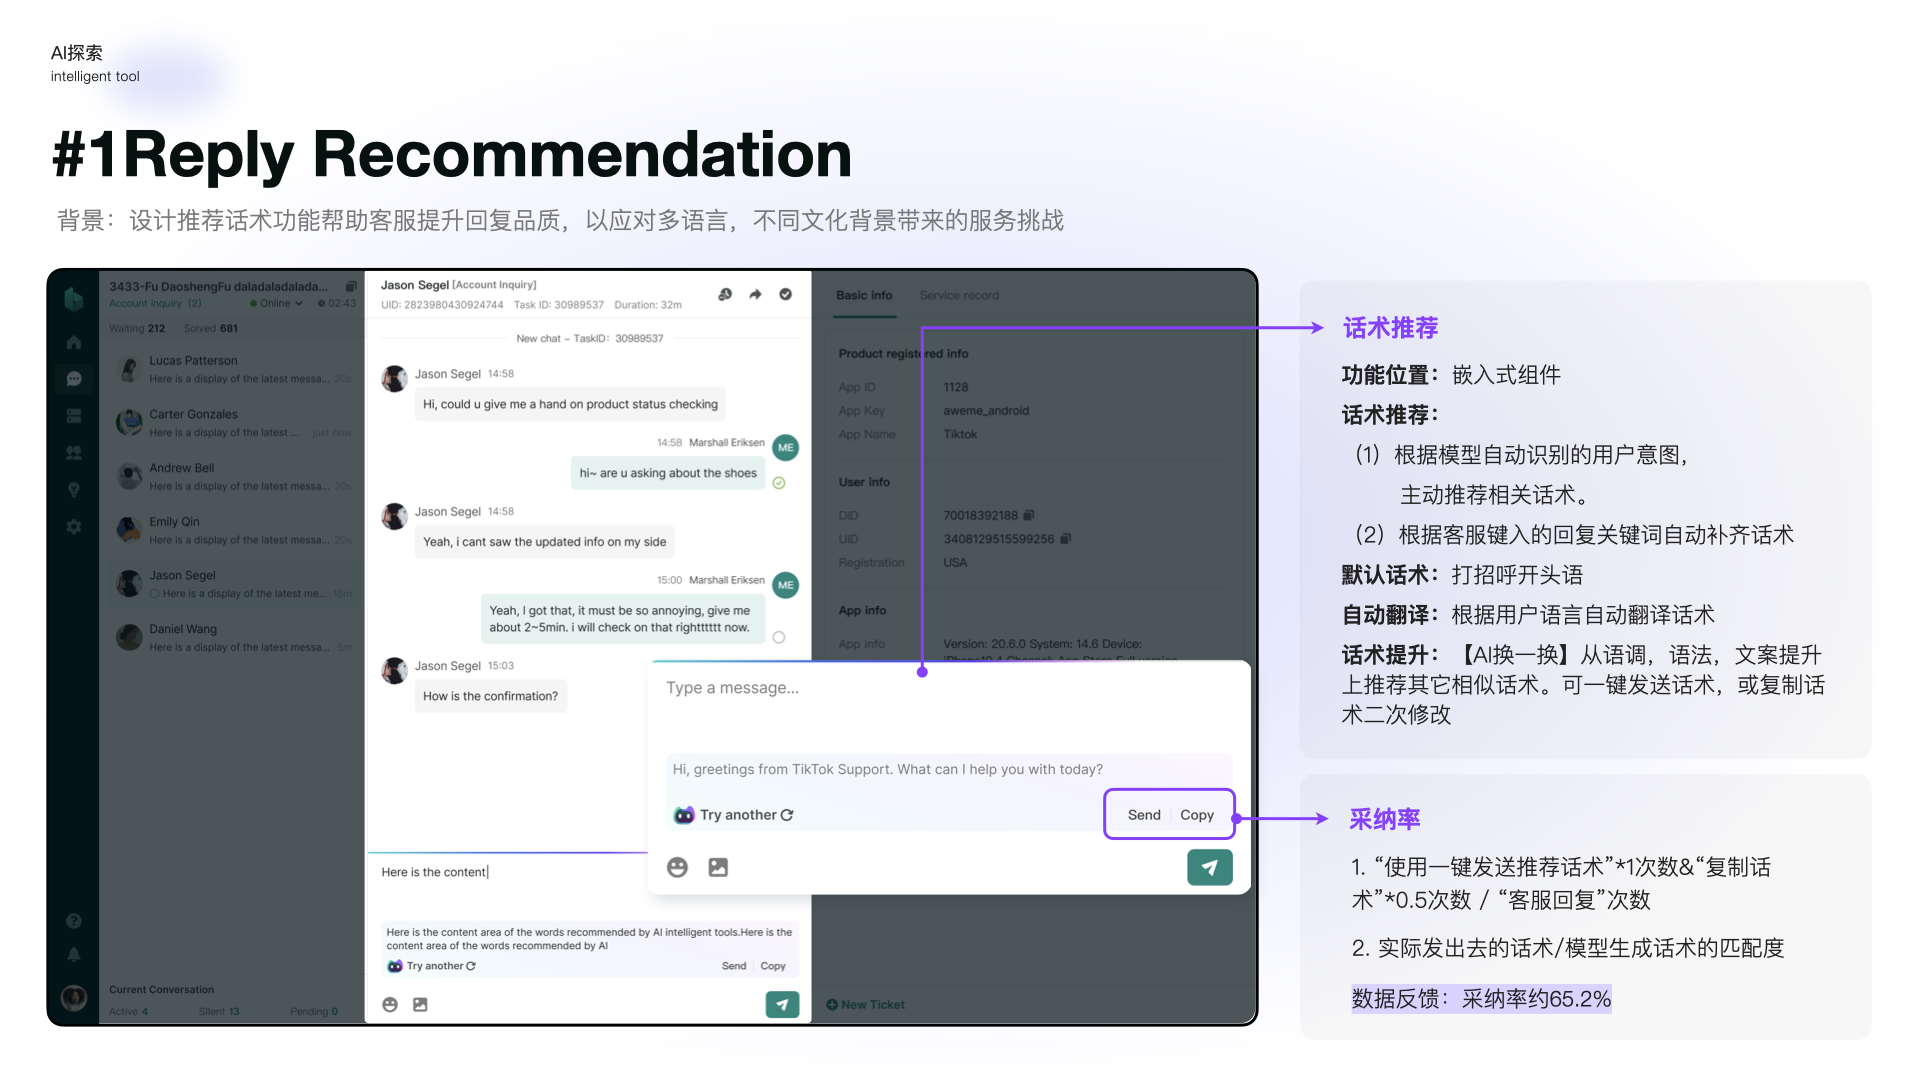 AI探索
intelligent tool
#1Reply Recommendation
背景：设计推荐话术功能帮助客服提升回复品质，以应对多语言，不同文化背景带来的服务挑战
3433-Fu DaoshengFu daladaladalada...
Account Inquiry (2)
Online
02:43
Waiting 212 Solved 681
Lucas Patterson
Here is a display of the latest messa... 20s
Carter Gonzales
Here is a display of the latest ... just now
Andrew Bell
Here is a display of the latest messa... 20s
Emily Qin
Here is a display of the latest messa... 20s
Jason Segel
Here is a display of the latest me... 16m
Daniel Wang
Here is a display of the latest messa... 5m
Current Conversation
Active 4 Silent 13 Pending 0
Jason Segel [Account Inquiry]
UID: 2823980430924744 Task ID: 30989537 Duration: 32m
New chat – TaskID: 30989537
Jason Segel 14:58
Hi, could u give me a hand on product status checking
14:58 Marshall Eriksen
ME
hi~ are u asking about the shoes
Jason Segel 14:58
Yeah, i cant saw the updated info on my side
15:00 Marshall Eriksen
ME
Yeah, I got that, it must be so annoying, give me
about 2~5min. i will check on that rightttttt now.
Jason Segel 15:03
How is the confirmation?
Here is the content
Here is the content area of the words recommended by AI intelligent tools.Here is the
content area of the words recommended by AI
Try another
Send Copy
Basic info Service record
Product registered info
App ID 1128
App Key aweme_android
App Name Tiktok
User info
DID 70018392188
UID 3408129515599256
Registration USA
App info
App info Version: 20.6.0 System: 14.6 Device:
New Ticket
Type a message...
Hi, greetings from TikTok Support. What can I help you with today?
Try another
Send Copy
话术推荐
功能位置：嵌入式组件
话术推荐：
（1）根据模型自动识别的用户意图，
主动推荐相关话术。
（2）根据客服键入的回复关键词自动补齐话术
默认话术：打招呼开头语
自动翻译：根据用户语言自动翻译话术
话术提升：【AI换一换】从语调，语法，文案提升
上推荐其它相似话术。可一键发送话术，或复制话
术二次修改
采纳率
1. “使用一键发送推荐话术”*1次数&“复制话
术”*0.5次数 / “客服回复”次数
2. 实际发出去的话术/模型生成话术的匹配度
数据反馈：采纳率约65.2%